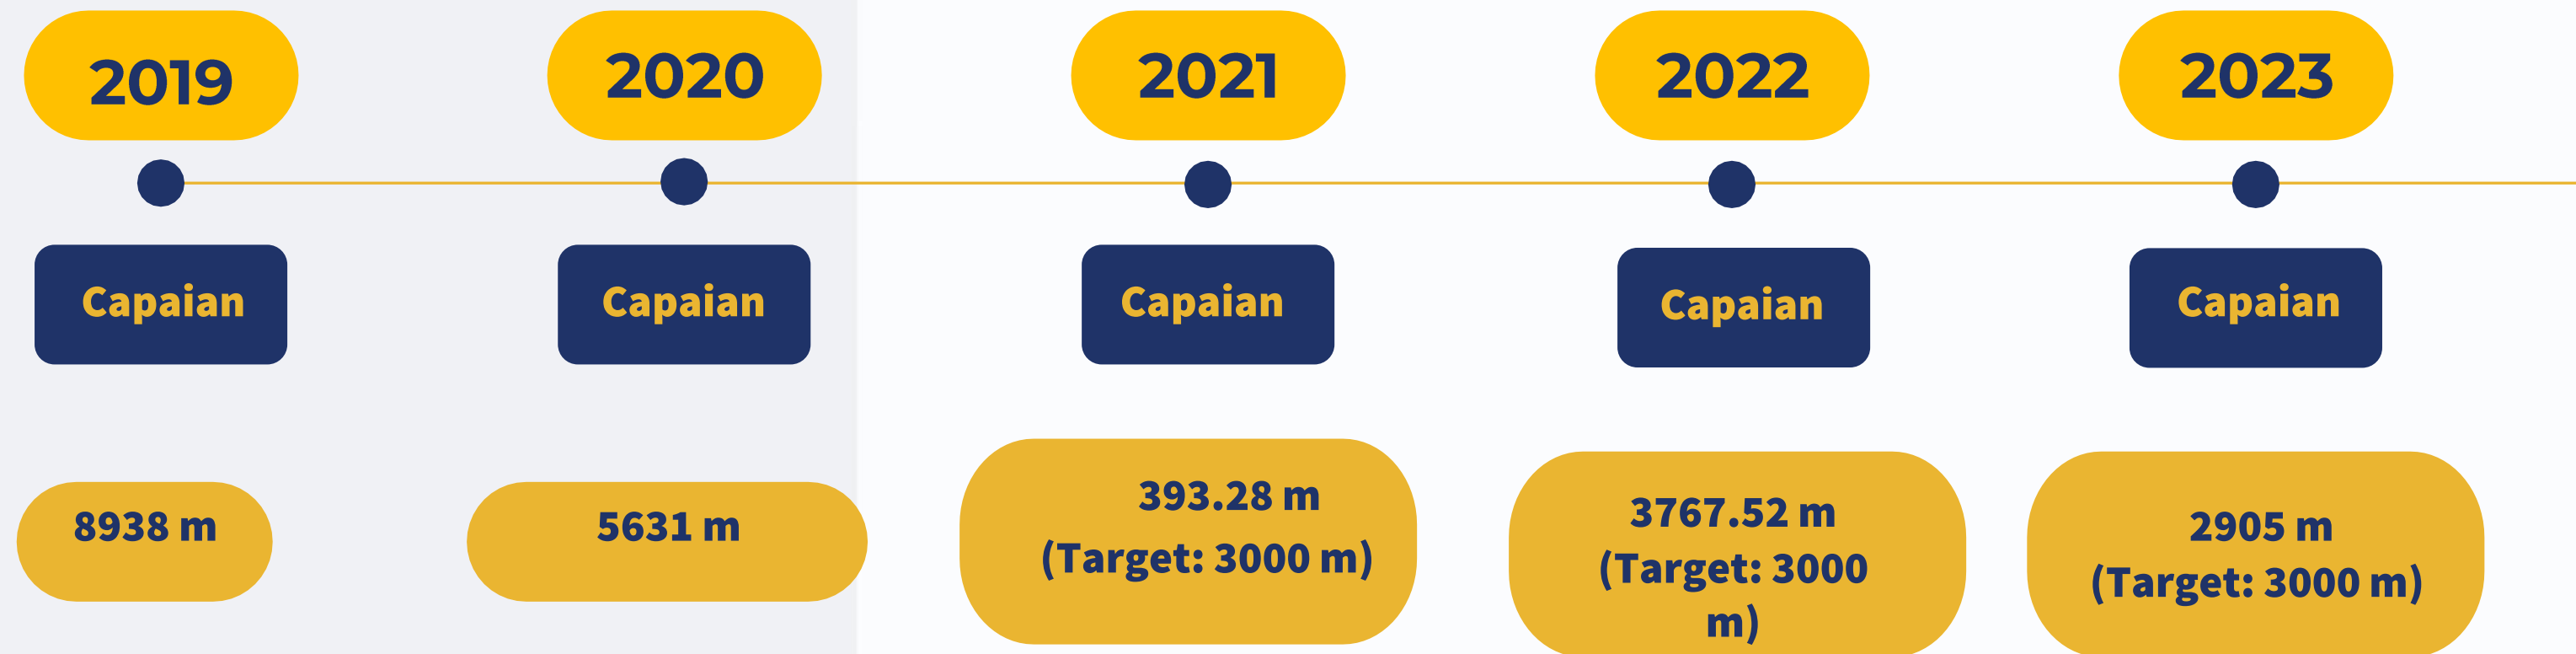 2019
2020
2021
2022
2023
Capaian
Capaian
Capaian
Capaian
Capaian
8938 m
5631 m
393.28 m
(Target: 3000 m)
3767.52 m
(Target: 3000
m)
2905 m
(Target: 3000 m)